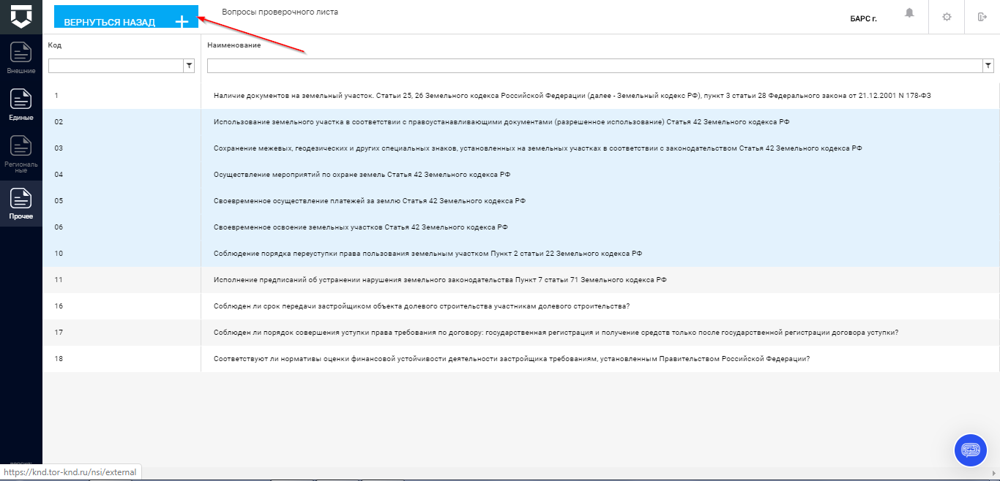 ВЕРНУТЬСЯ НАЗАД
Вопросы проверочного листа
БАРС г.
Внешние
Единые
Региональ
ные
Прочее
Код
Наименование
1 Наличие документов на земельный участок. Статьи 25, 26 Земельного кодекса Российской Федерации (далее - Земельный кодекс РФ), пункт 3 статьи 28 Федерального закона от 21.12.2001 N 178-ФЗ
02 Использование земельного участка в соответствии с правоустанавливающими документами (разрешенное использование) Статья 42 Земельного кодекса РФ
03 Сохранение межевых, геодезических и других специальных знаков, установленных на земельных участках в соответствии с законодательством Статья 42 Земельного кодекса РФ
04 Осуществление мероприятий по охране земель Статья 42 Земельного кодекса РФ
05 Своевременное осуществление платежей за землю Статья 42 Земельного кодекса РФ
06 Своевременное освоение земельных участков Статья 42 Земельного кодекса РФ
10 Соблюдение порядка переуступки права пользования земельным участком Пункт 2 статьи 22 Земельного кодекса РФ
11 Исполнение предписаний об устранении нарушения земельного законодательства Пункт 7 статьи 71 Земельного кодекса РФ
16 Соблюден ли срок передачи застройщиком объекта долевого строительства участникам долевого строительства?
17 Соблюден ли порядок совершения уступки права требования по договору: государственная регистрация и получение средств только после государственной регистрации договора уступки?
18 Соответствуют ли нормативы оценки финансовой устойчивости деятельности застройщика требованиям, установленным Правительством Российской Федерации?
https://knd.tor-knd.ru/nsi/external